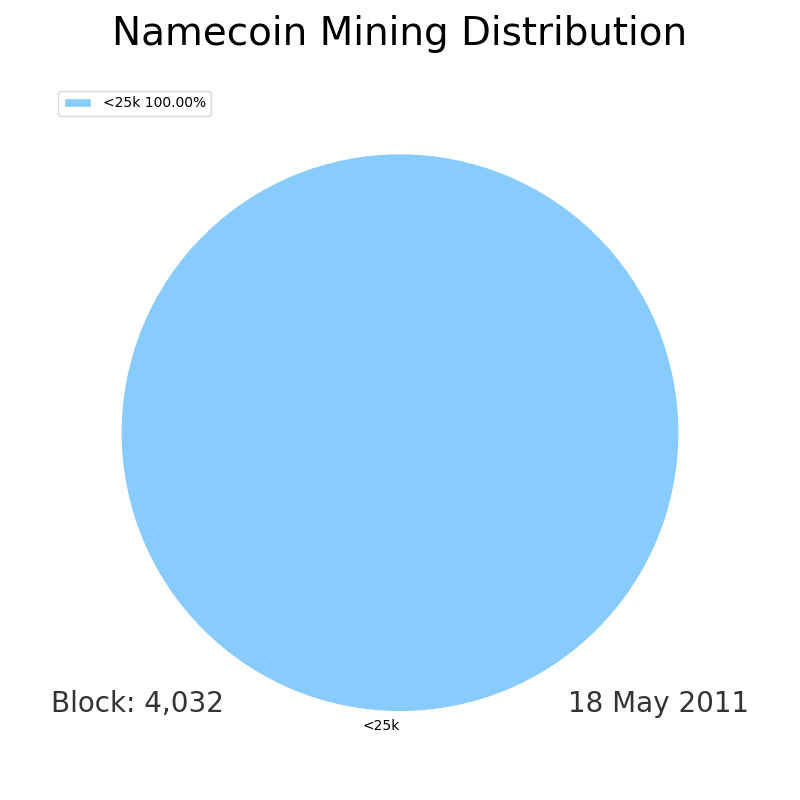 Namecoin Mining Distribution
<25k 100.00%
Block: 4,032
18 May 2011
<25k